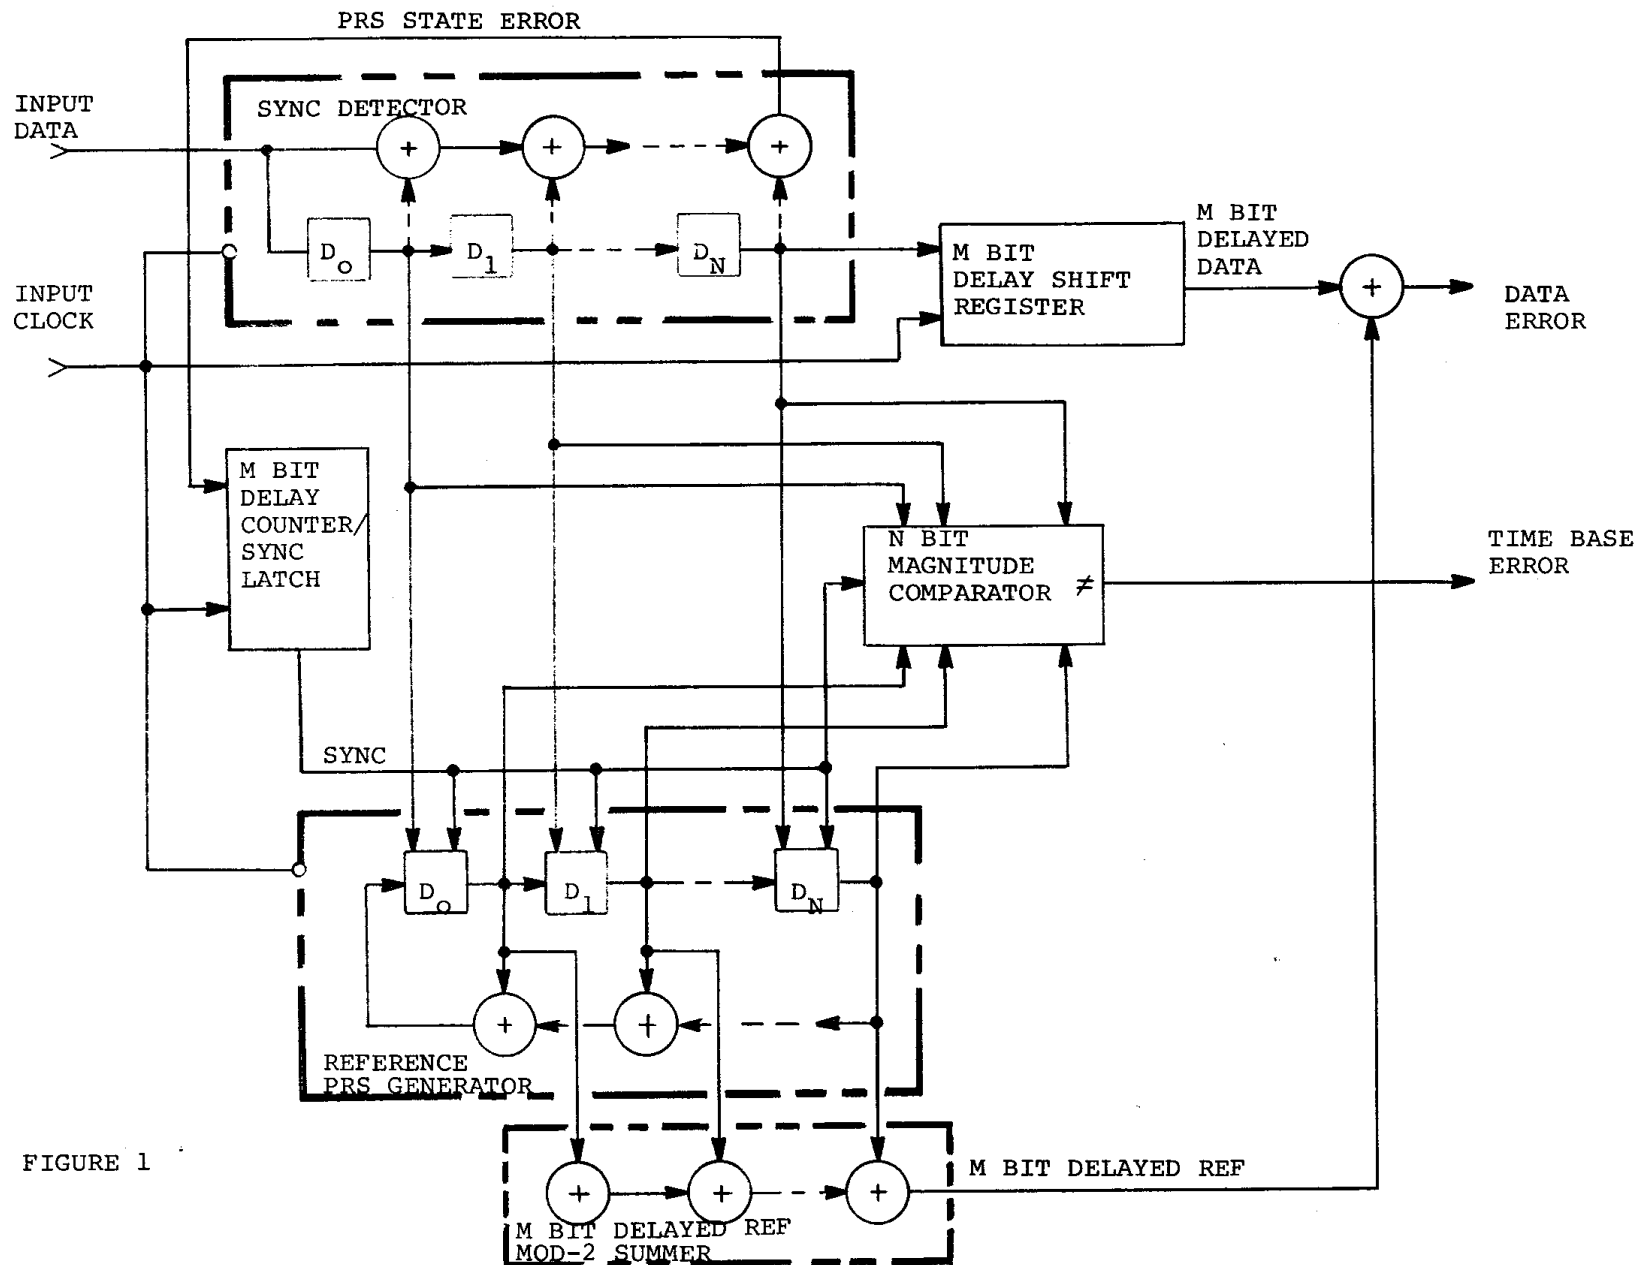 PRS STATE ERROR
INPUT
DATA
SYNC DETECTOR
+
+
+
D0
D1
DN
M BIT
DELAY SHIFT
REGISTER
M BIT
DELAYED
DATA
+
DATA
ERROR
INPUT
CLOCK
M BIT
DELAY
COUNTER/
SYNC
LATCH
N BIT
MAGNITUDE
COMPARATOR ≠
TIME BASE
ERROR
SYNC
D0
D1
DN
+
+
REFERENCE
PRS GENERATOR
+
+
+
M BIT DELAYED REF
MOD-2 SUMMER
M BIT DELAYED REF
FIGURE 1